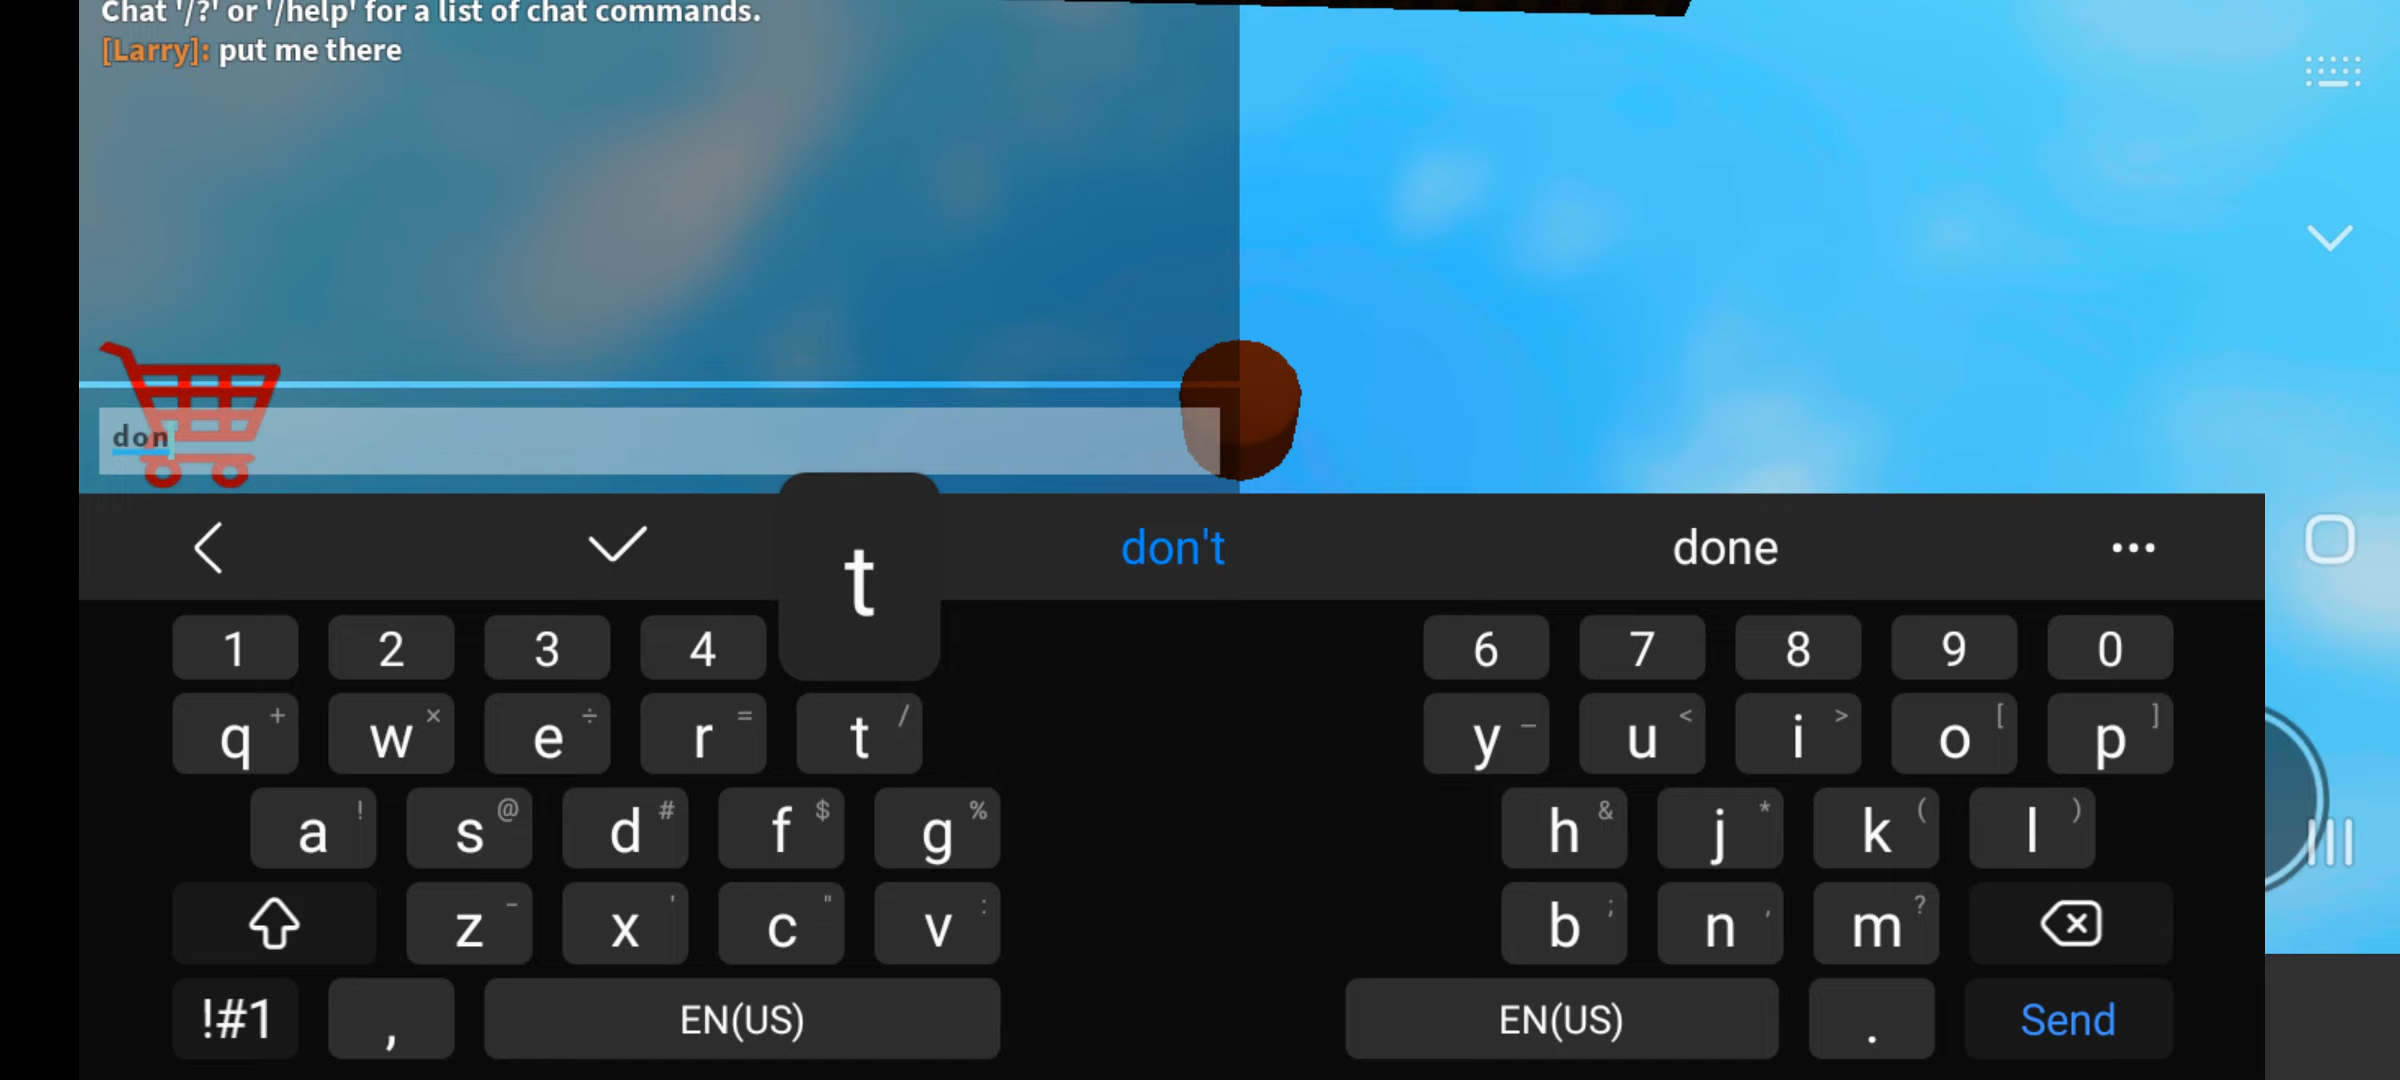 Chat '/?' or '/help' for a list of chat commands.
[Larry]: put me there
don
t don't done
1 2 3 4 6 7 8 9 0
q + w × e ÷ r = t / y _ u < i > o [ p ]
a ! s @ d # f $ g % h & j * k ( l )
z - x ' c " v : b ; n , m ?
!#1 , EN(US) EN(US) . Send